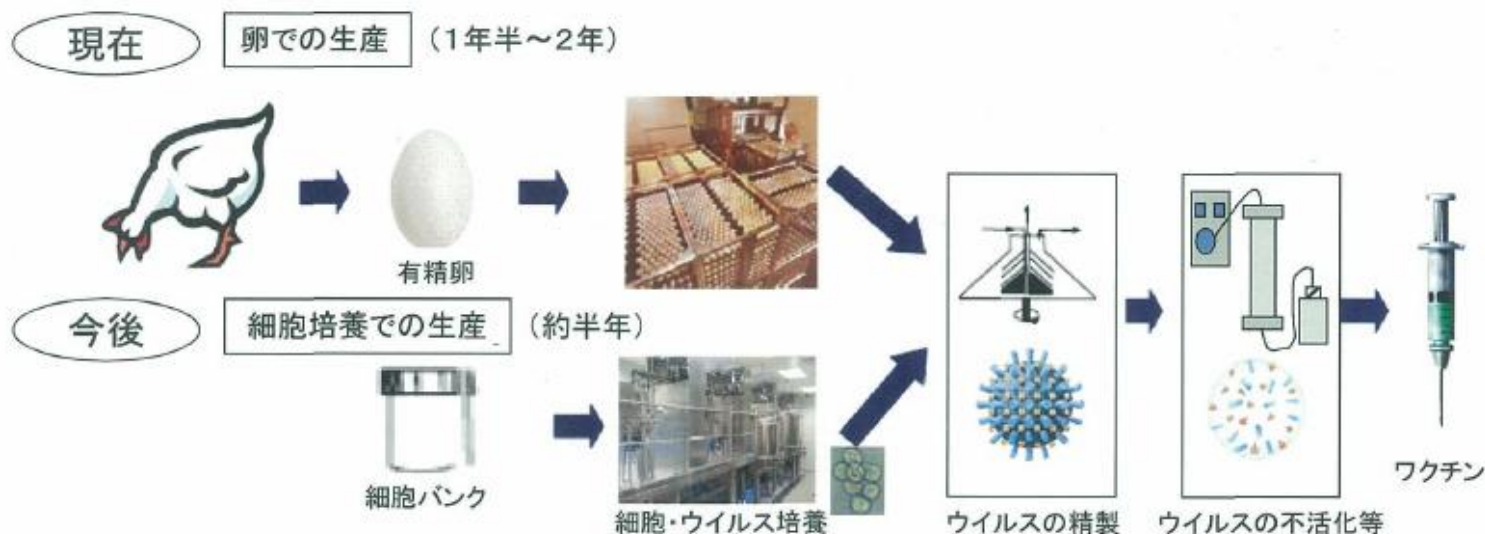 現在 卵での生産 (1年半～2年)
有精卵
今後 細胞培養での生産 (約半年)
細胞バンク
細胞・ウイルス培養
ウイルスの精製
ウイルスの不活化等
ワクチン